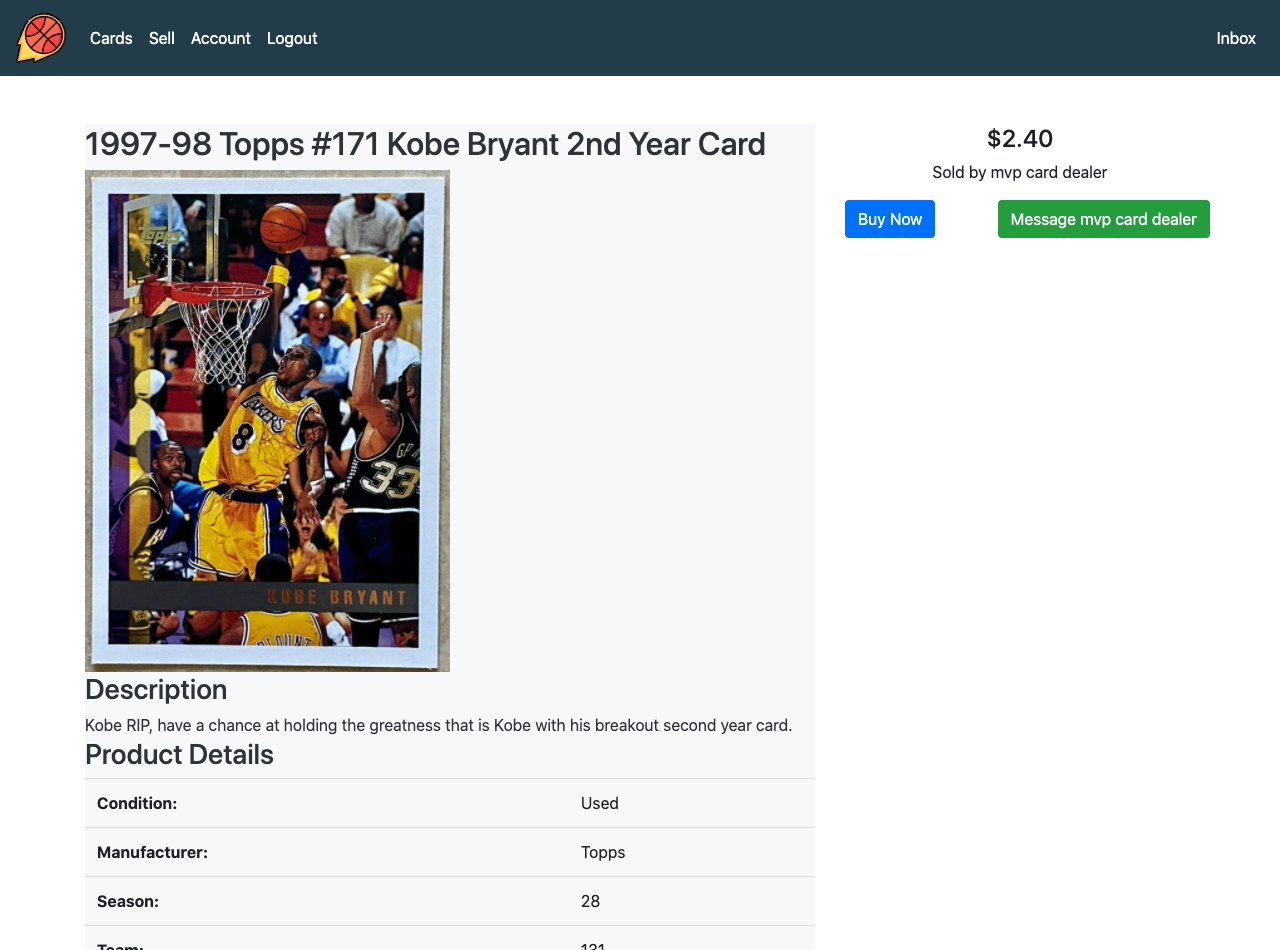 Cards Sell Account Logout Inbox
1997-98 Topps #171 Kobe Bryant 2nd Year Card
Topps
LAKERS
8
33
KOBE BRYANT
BLOUNT
$2.40
Sold by mvp card dealer
Buy Now Message mvp card dealer
Description
Kobe RIP, have a chance at holding the greatness that is Kobe with his breakout second year card.
Product Details
Condition: Used
Manufacturer: Topps
Season: 28
Team: 131